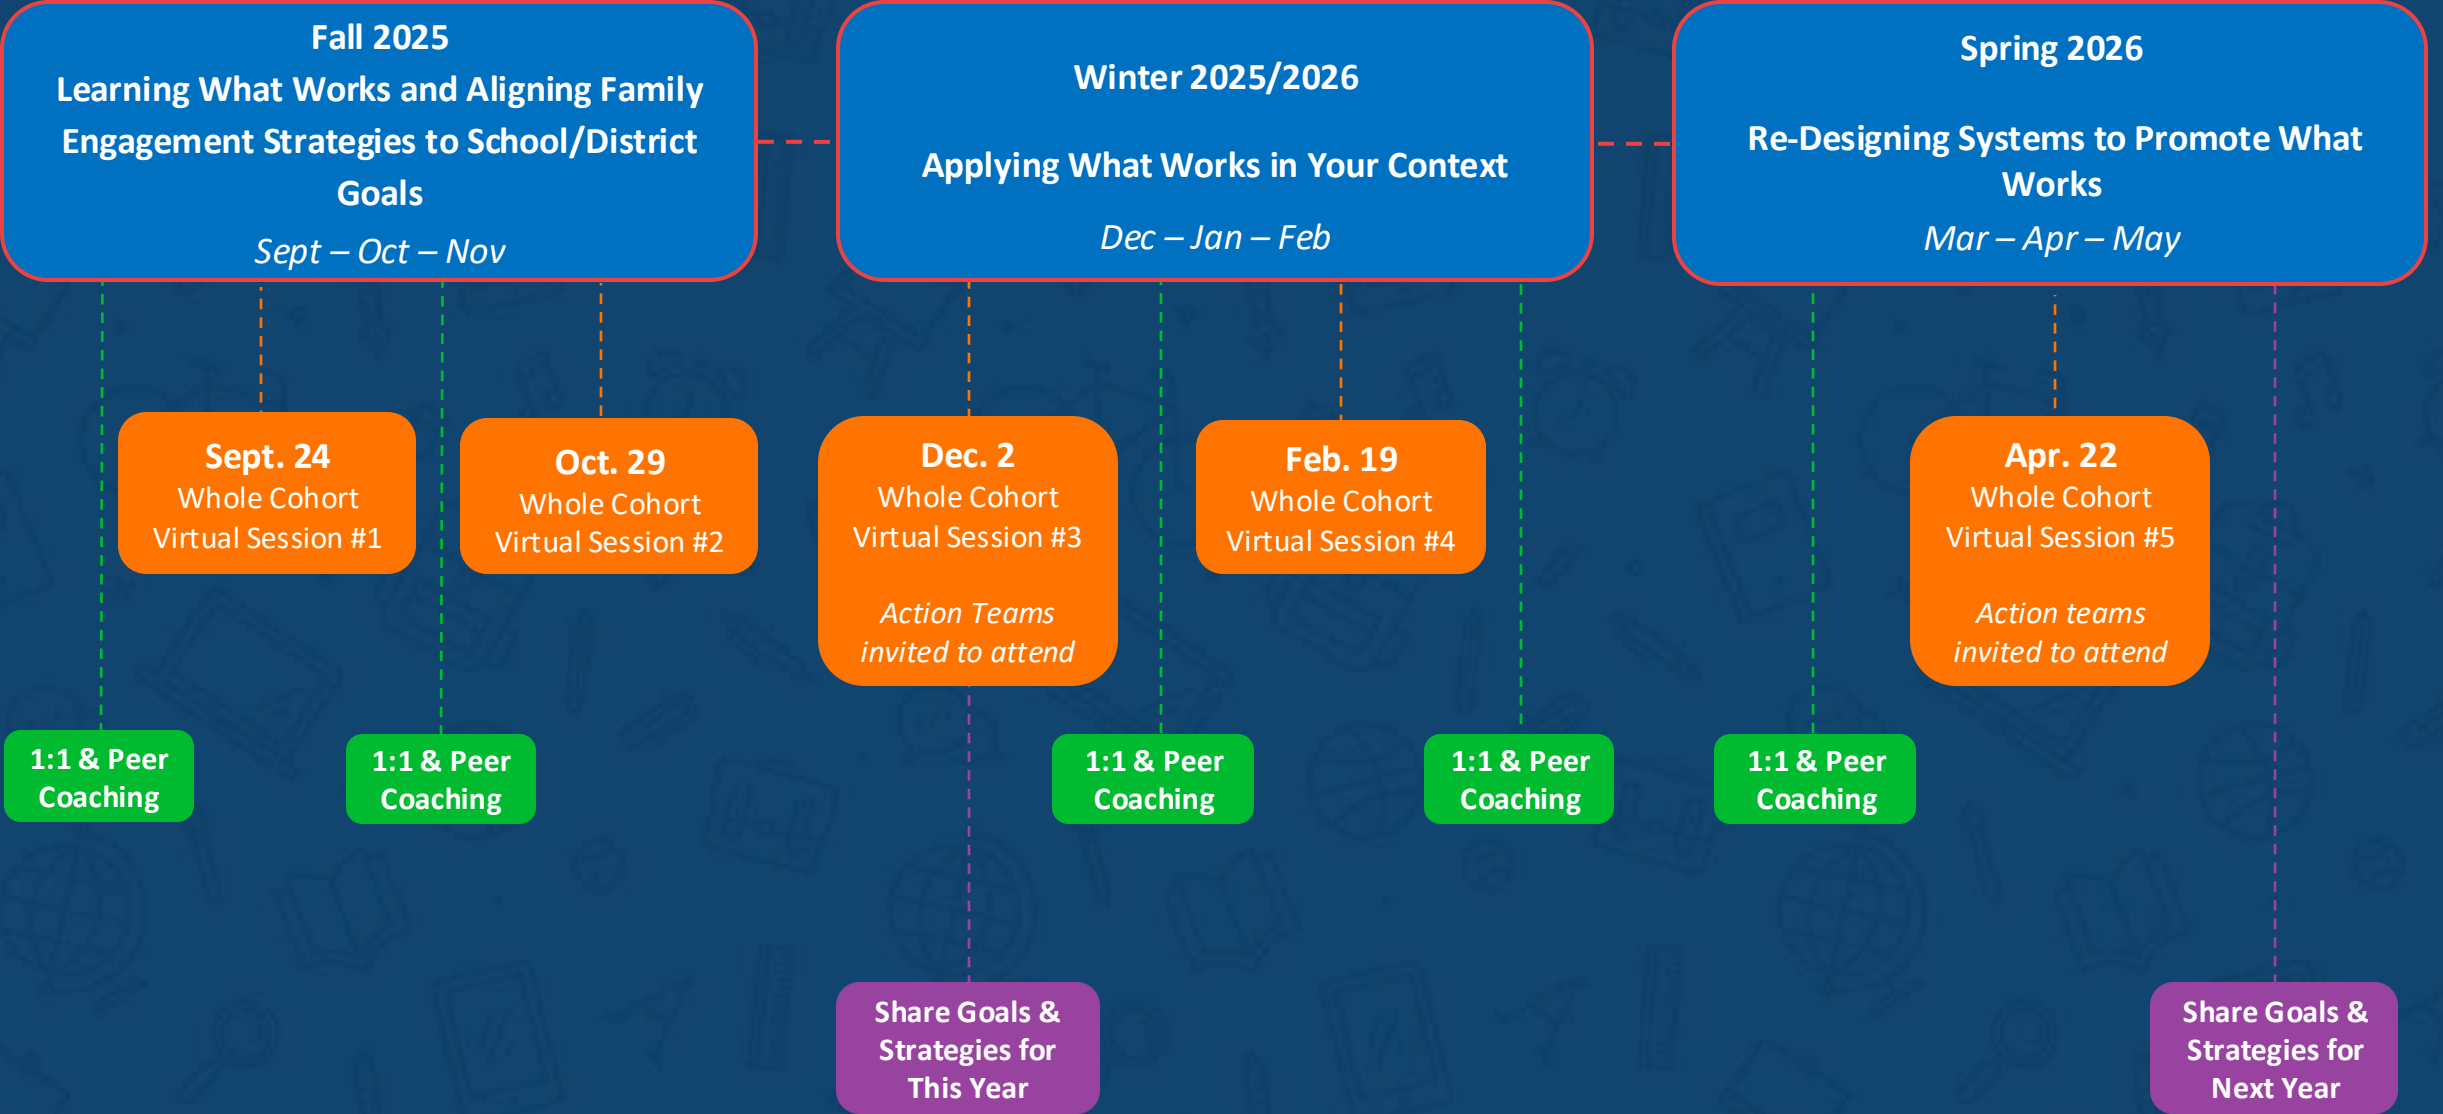 Fall 2025
Learning What Works and Aligning Family
Engagement Strategies to School/District
Goals
Sept – Oct – Nov
Winter 2025/2026
Applying What Works in Your Context
Dec – Jan – Feb
Spring 2026
Re-Designing Systems to Promote What
Works
Mar – Apr – May
Sept. 24
Whole Cohort
Virtual Session #1
Oct. 29
Whole Cohort
Virtual Session #2
Dec. 2
Whole Cohort
Virtual Session #3
Action Teams
invited to attend
Feb. 19
Whole Cohort
Virtual Session #4
Apr. 22
Whole Cohort
Virtual Session #5
Action teams
invited to attend
1:1 & Peer
Coaching
1:1 & Peer
Coaching
1:1 & Peer
Coaching
1:1 & Peer
Coaching
1:1 & Peer
Coaching
Share Goals &
Strategies for
This Year
Share Goals &
Strategies for
Next Year